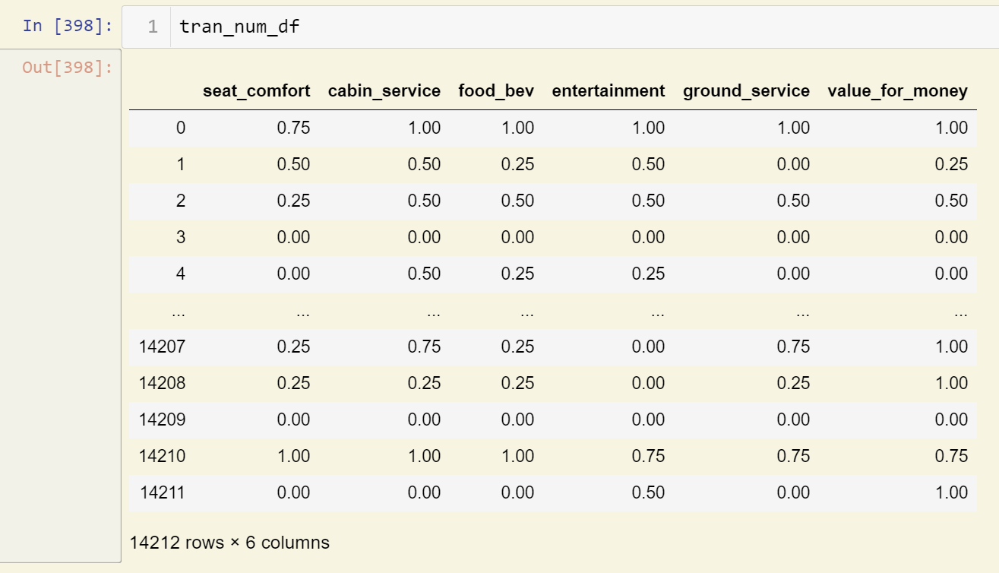 In [398]: 1 tran_num_df
Out[398]:
seat_comfort cabin_service food_bev entertainment ground_service value_for_money
0 0.75 1.00 1.00 1.00 1.00 1.00
1 0.50 0.50 0.25 0.50 0.00 0.25
2 0.25 0.50 0.50 0.50 0.50 0.50
3 0.00 0.00 0.00 0.00 0.00 0.00
4 0.00 0.50 0.25 0.25 0.00 0.00
... ... ... ... ... ... ...
14207 0.25 0.75 0.25 0.00 0.75 1.00
14208 0.25 0.25 0.25 0.00 0.25 1.00
14209 0.00 0.00 0.00 0.00 0.00 0.00
14210 1.00 1.00 1.00 0.75 0.75 0.75
14211 0.00 0.00 0.00 0.50 0.00 1.00
14212 rows × 6 columns